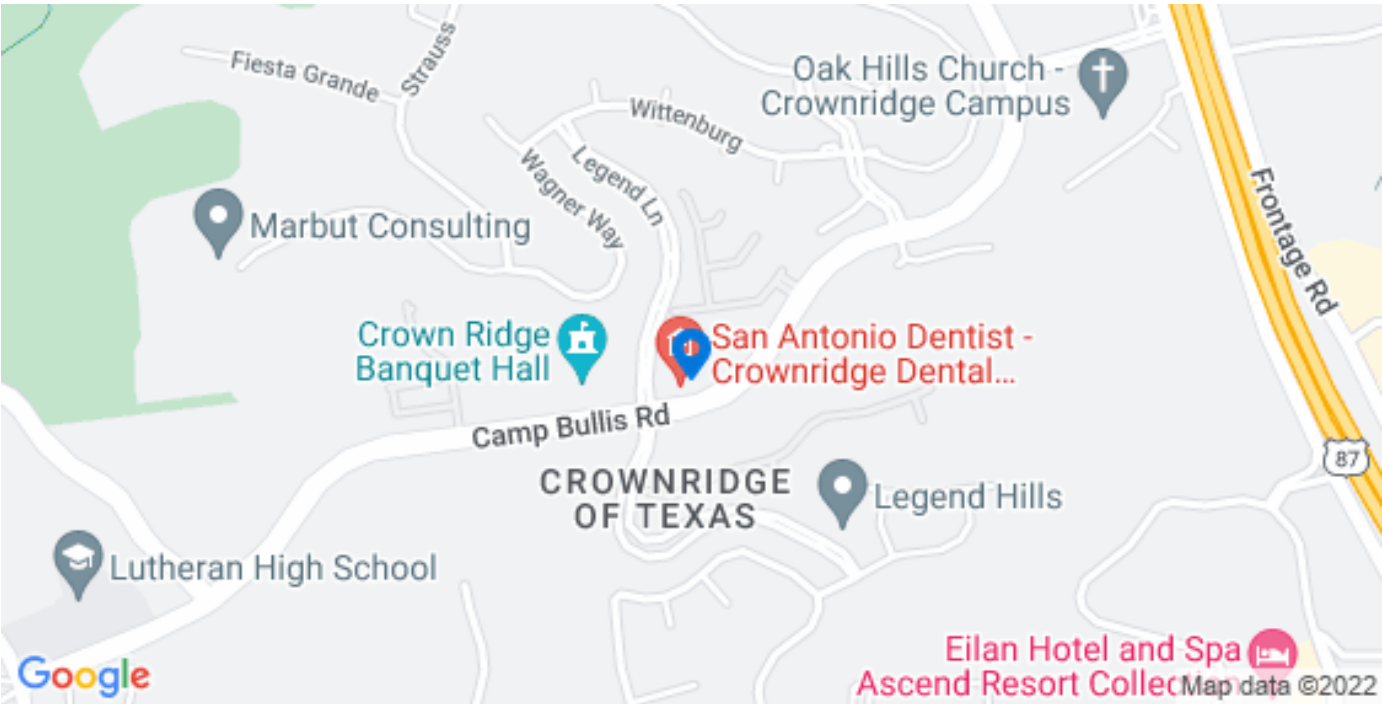 Fiesta Grande
Strauss
Wittenburg
Oak Hills Church -
Crownridge Campus
Wagner Way
Legend Ln
Marbut Consulting
Frontage Rd
Crown Ridge
Banquet Hall
San Antonio Dentist -
Crownridge Dental...
Camp Bullis Rd
87
CROWNRIDGE
OF TEXAS
Legend Hills
Lutheran High School
Eilan Hotel and Spa
Ascend Resort
Google
Map data ©2022